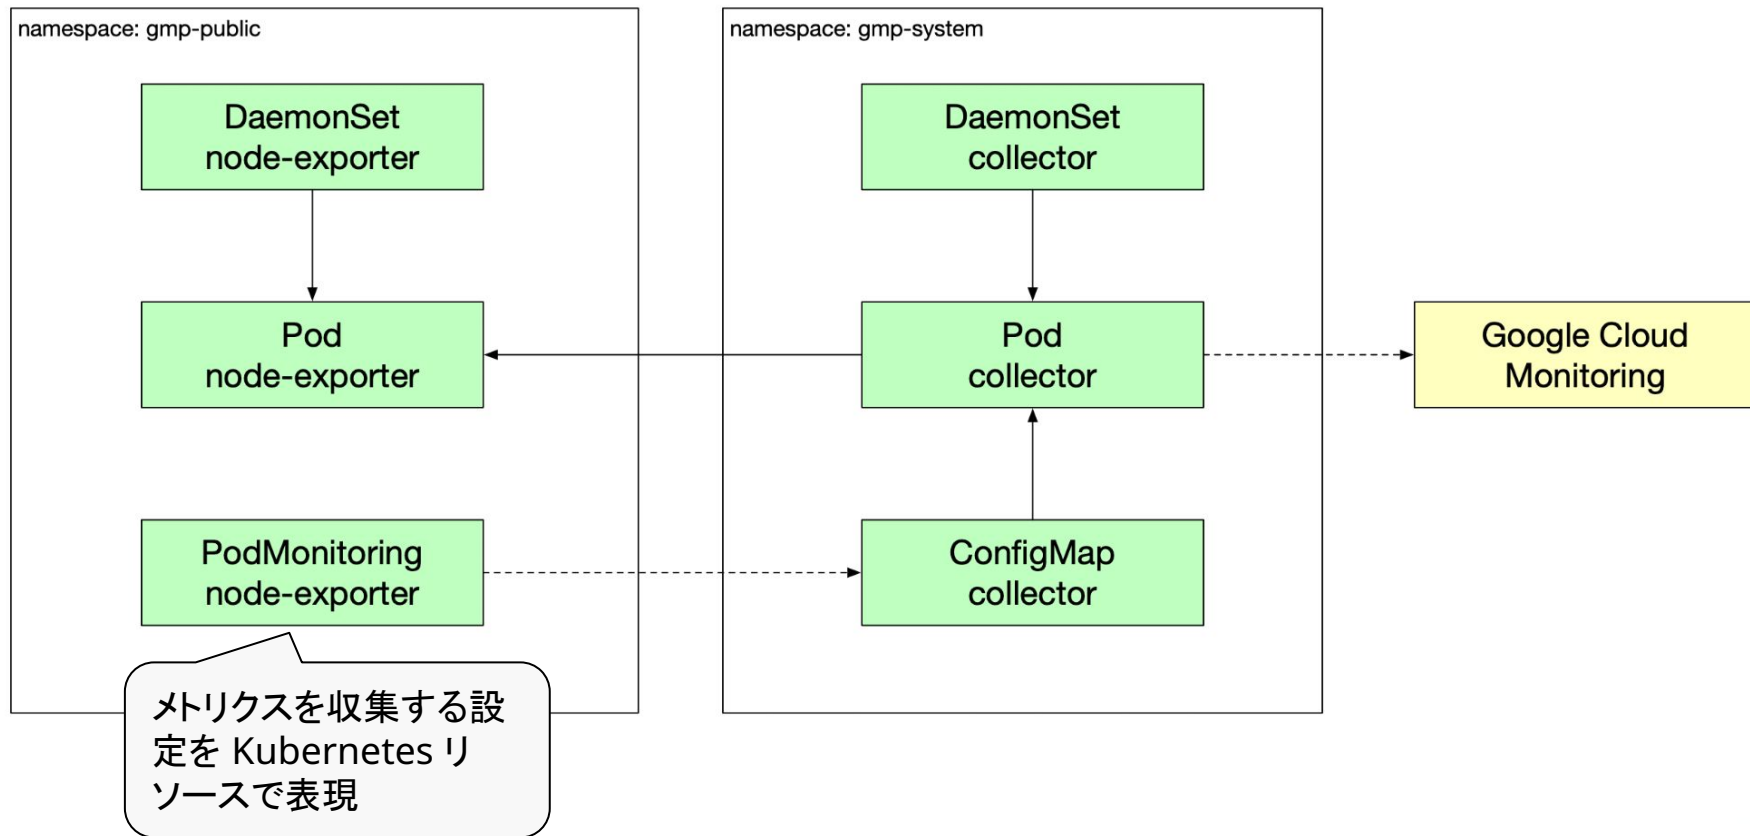 namespace: gmp-public
DaemonSet
node-exporter
Pod
node-exporter
PodMonitoring
node-exporter
メトリクスを収集する設
定を Kubernetes リ
ソースで表現
namespace: gmp-system
DaemonSet
collector
Pod
collector
ConfigMap
collector
Google Cloud
Monitoring